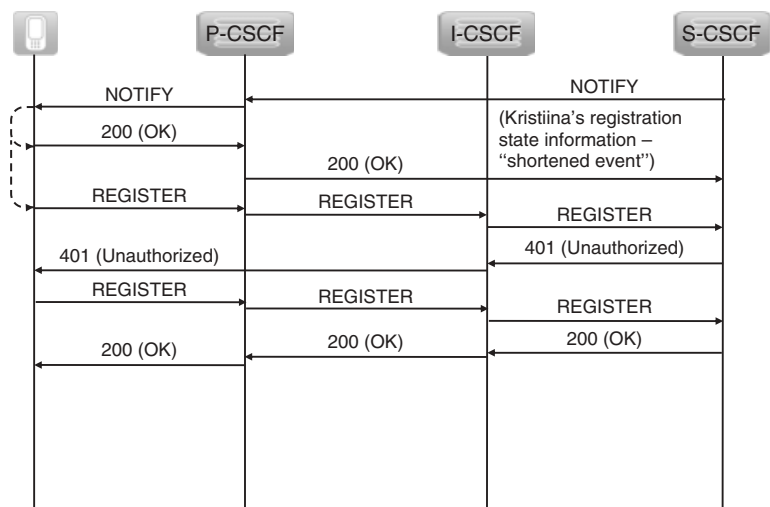 P-CSCF
I-CSCF
S-CSCF
NOTIFY
NOTIFY
(Kristiina’s registration
state information –
‘‘shortened event’’)
200 (OK)
200 (OK)
REGISTER
REGISTER
REGISTER
401 (Unauthorized)
401 (Unauthorized)
REGISTER
REGISTER
REGISTER
200 (OK)
200 (OK)
200 (OK)